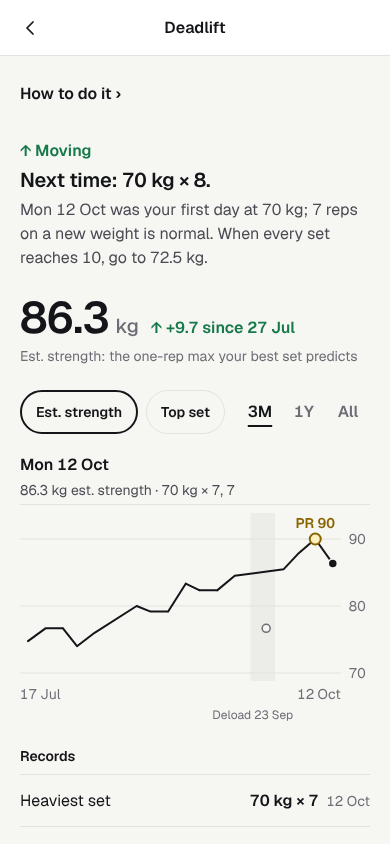 Deadlift
How to do it ›
↑ Moving
Next time: 70 kg × 8.
Mon 12 Oct was your first day at 70 kg; 7 reps
on a new weight is normal. When every set
reaches 10, go to 72.5 kg.
86.3 kg ↑ +9.7 since 27 Jul
Est. strength: the one-rep max your best set predicts
Est. strength Top set 3M 1Y All
Mon 12 Oct
86.3 kg est. strength · 70 kg × 7, 7
PR 90
90
80
70
17 Jul 12 Oct
Deload 23 Sep
Records
Heaviest set 70 kg × 7 12 Oct